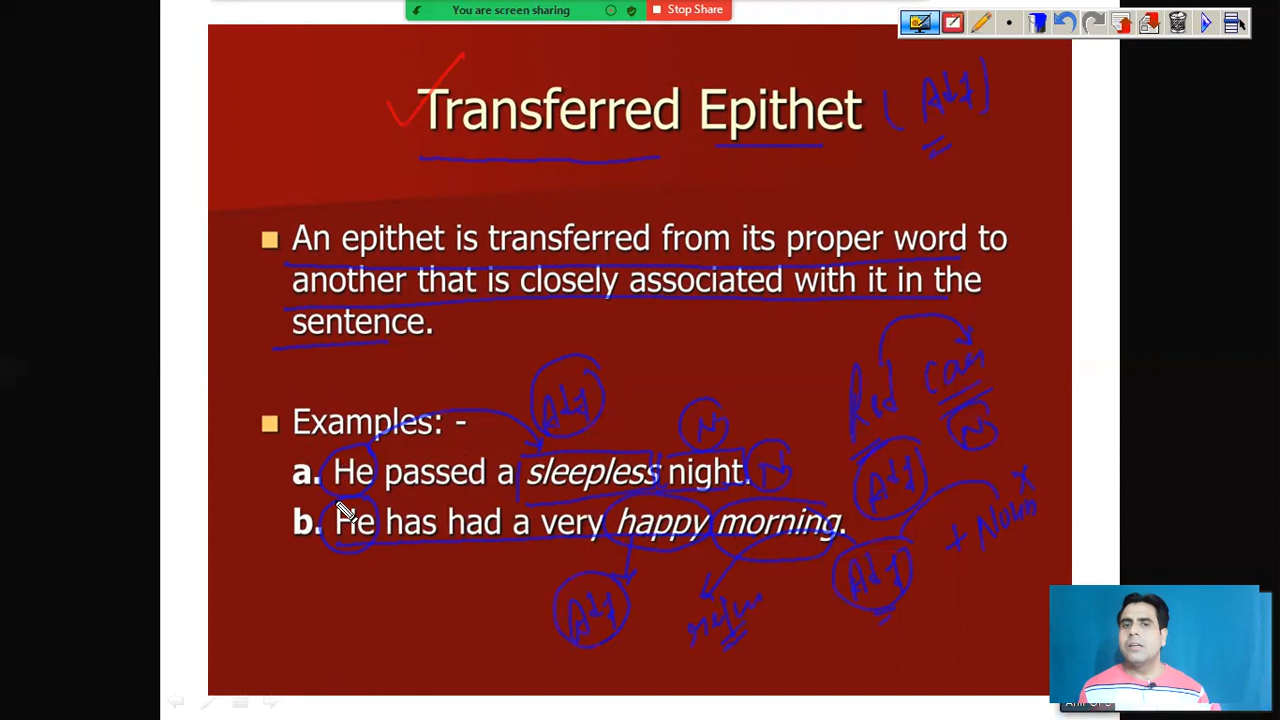 You are screen sharing
Stop Share
Transferred Epithet (Adj)
An epithet is transferred from its proper word to
another that is closely associated with it in the
sentence.
Red Car
N
Adj
Examples: -
Adj
N
a. He passed a sleepless night.
N
Adj
b. He has had a very happy morning.
+ Noun
x
Adj
Adj